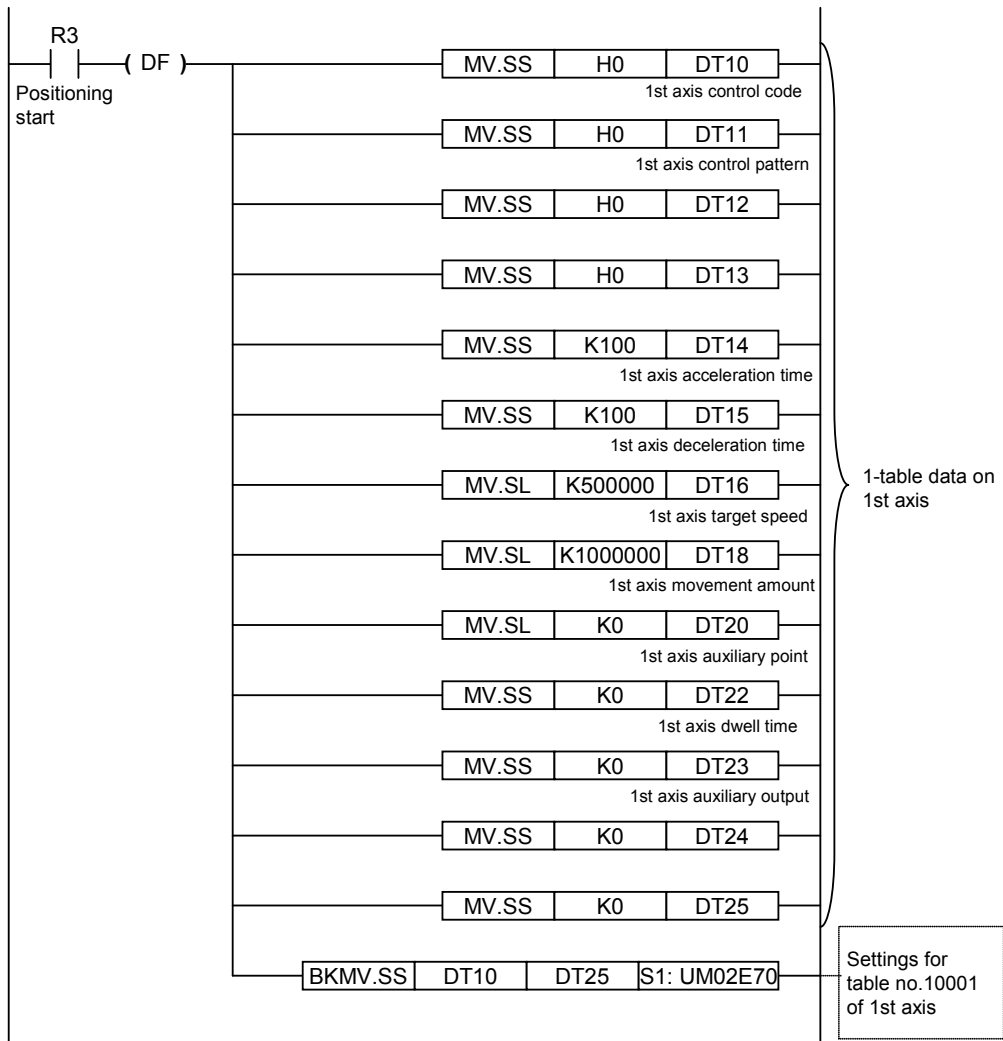 R3
( DF )
Positioning
start
MV.SS H0 DT10
1st axis control code
MV.SS H0 DT11
1st axis control pattern
MV.SS H0 DT12
MV.SS H0 DT13
MV.SS K100 DT14
1st axis acceleration time
MV.SS K100 DT15
1st axis deceleration time
MV.SL K500000 DT16
1st axis target speed
MV.SL K1000000 DT18
1st axis movement amount
MV.SL K0 DT20
1st axis auxiliary point
MV.SS K0 DT22
1st axis dwell time
MV.SS K0 DT23
1st axis auxiliary output
MV.SS K0 DT24
MV.SS K0 DT25
1-table data on
1st axis
BKMV.SS DT10 DT25 S1: UM02E70
Settings for
table no.10001
of 1st axis